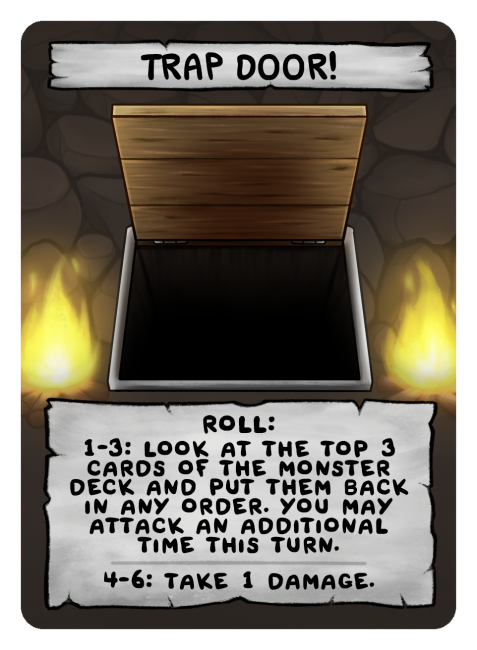 TRAP DOOR!
ROLL:
1-3: LOOK AT THE TOP 3
CARDS OF THE MONSTER
DECK AND PUT THEM BACK
IN ANY ORDER. YOU MAY
ATTACK AN ADDITIONAL
TIME THIS TURN.
4-6: TAKE 1 DAMAGE.